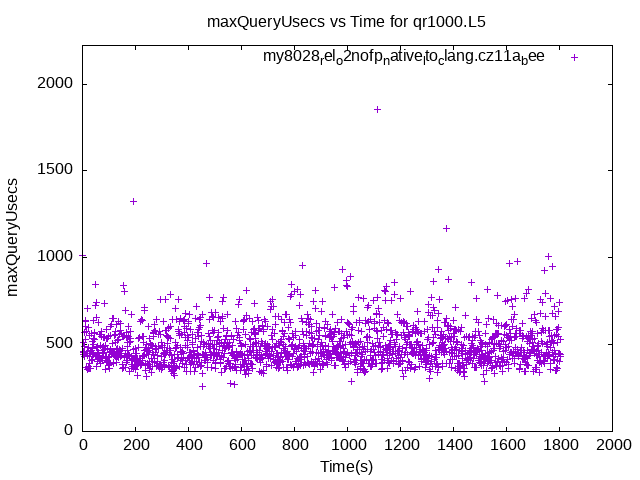 maxQueryUsecs vs Time for qr1000.L5
my8028relo2nofpnativeltoclang.cz11abee
2000
1500
1000
500
0
maxQueryUsecs
0 200 400 600 800 1000 1200 1400 1600 1800 2000
Time(s)